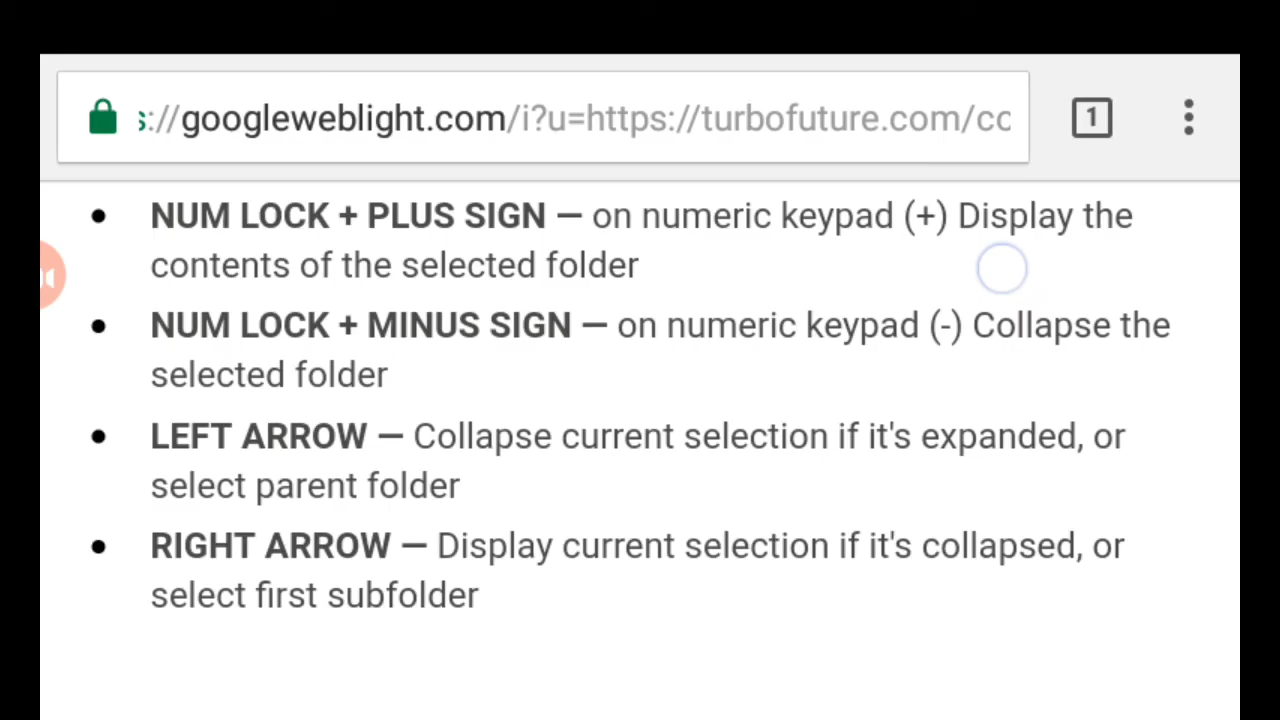 s://googleweblight.com/i?u=https://turbofuture.com/cc
1
NUM LOCK + PLUS SIGN — on numeric keypad (+) Display the
contents of the selected folder
NUM LOCK + MINUS SIGN — on numeric keypad (-) Collapse the
selected folder
LEFT ARROW — Collapse current selection if it's expanded, or
select parent folder
RIGHT ARROW — Display current selection if it's collapsed, or
select first subfolder